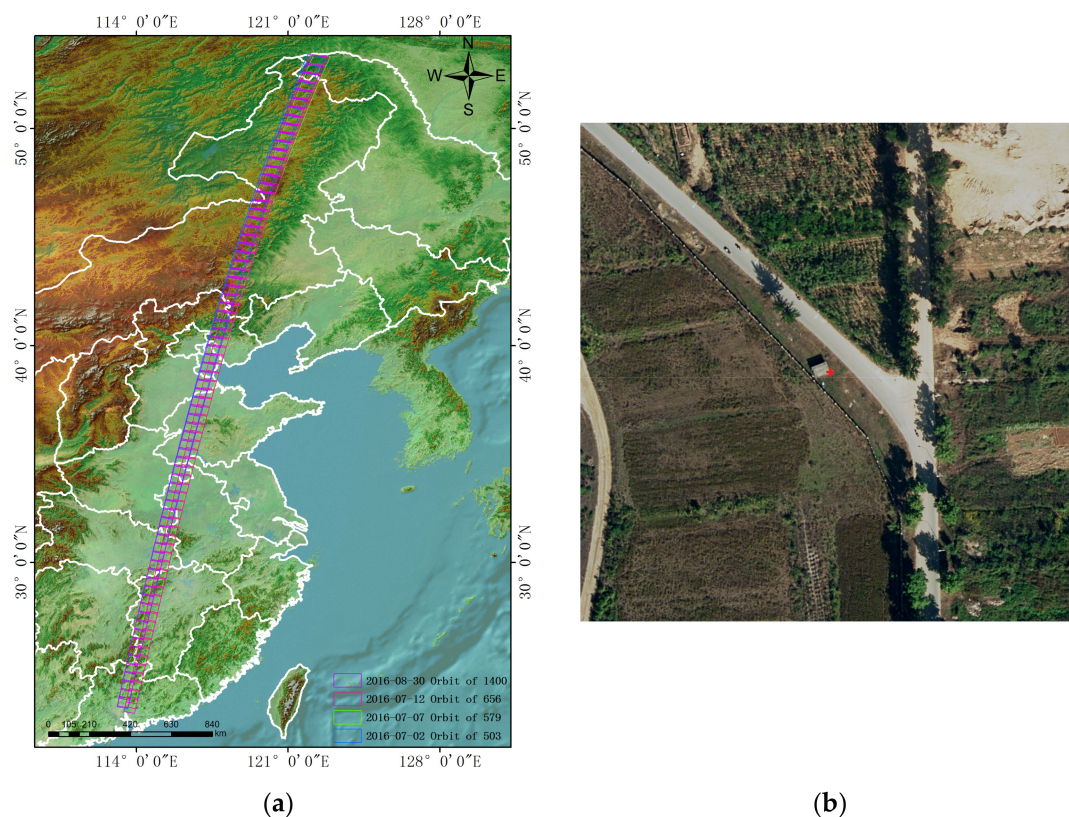 114° 0′0″E 121° 0′0″E 128° 0′0″E
N
W E
S
50° 0′0″N
40° 0′0″N
30° 0′0″N
50° 0′0″N
40° 0′0″N
30° 0′0″N
2016-08-30 Orbit of 1400
2016-07-12 Orbit of 656
2016-07-07 Orbit of 579
2016-07-02 Orbit of 503
0 105 210 420 630 840
km
114° 0′0″E 121° 0′0″E 128° 0′0″E
(a) (b)